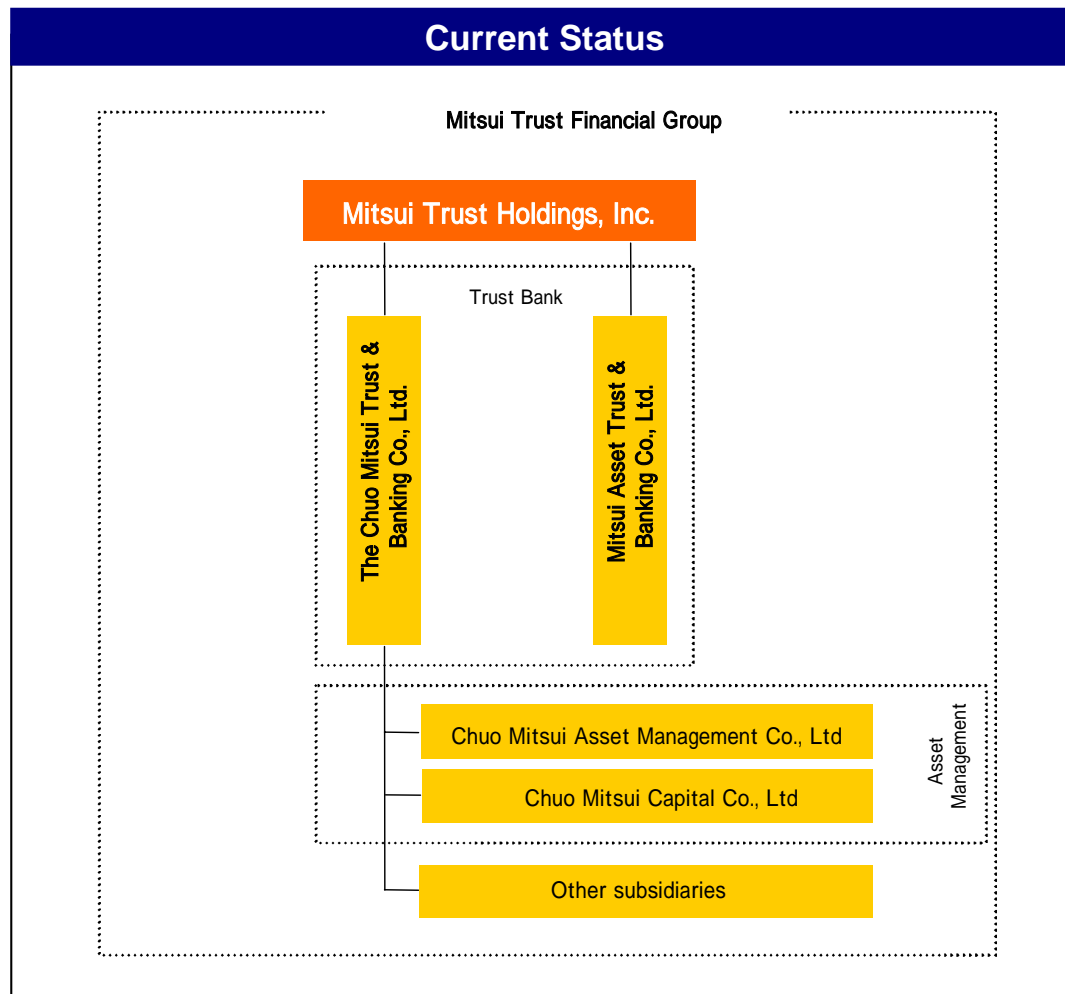 Current Status
Mitsui Trust Financial Group
Mitsui Trust Holdings, Inc.
Trust Bank
The Chuo Mitsui Trust &
Banking Co., Ltd.
Mitsui Asset Trust &
Banking Co., Ltd.
Chuo Mitsui Asset Management Co., Ltd
Chuo Mitsui Capital Co., Ltd
Asset
Management
Other subsidiaries